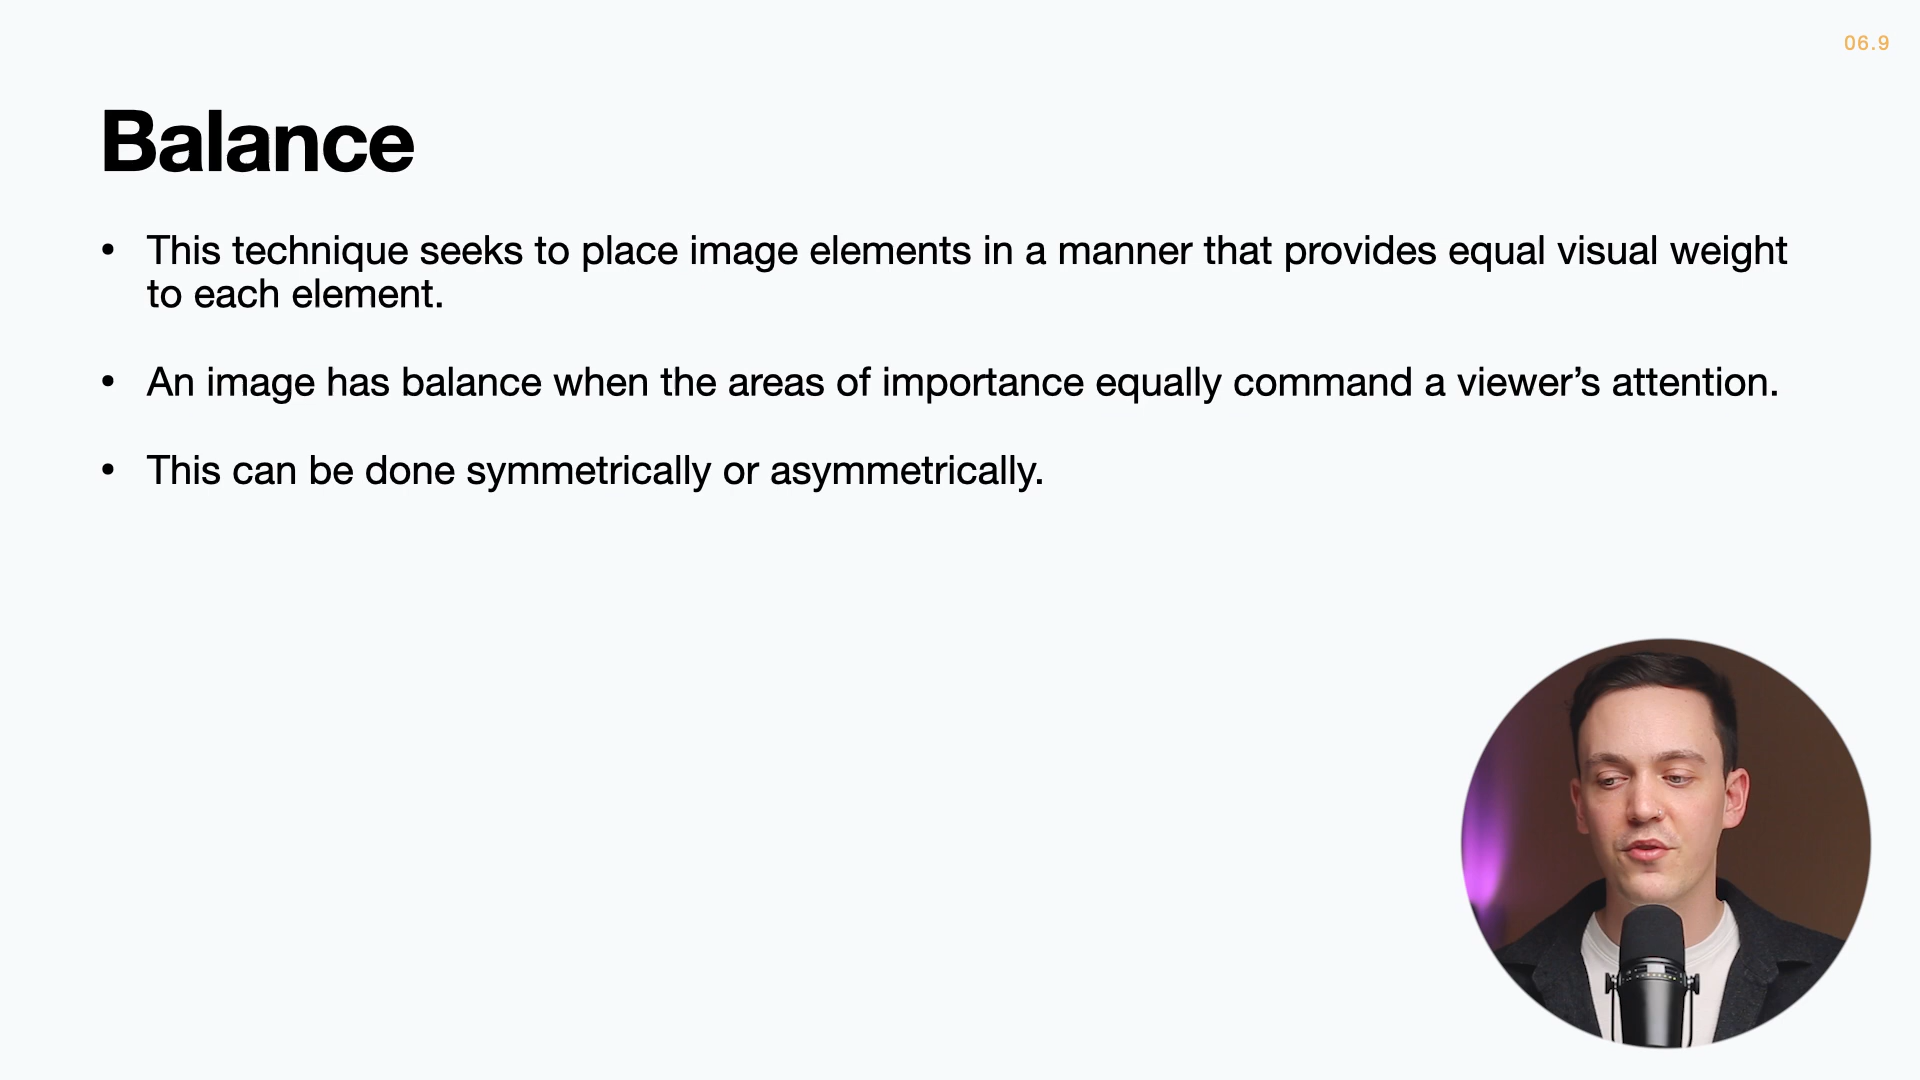 06.9
Balance
• This technique seeks to place image elements in a manner that provides equal visual weight
to each element.
• An image has balance when the areas of importance equally command a viewer’s attention.
• This can be done symmetrically or asymmetrically.